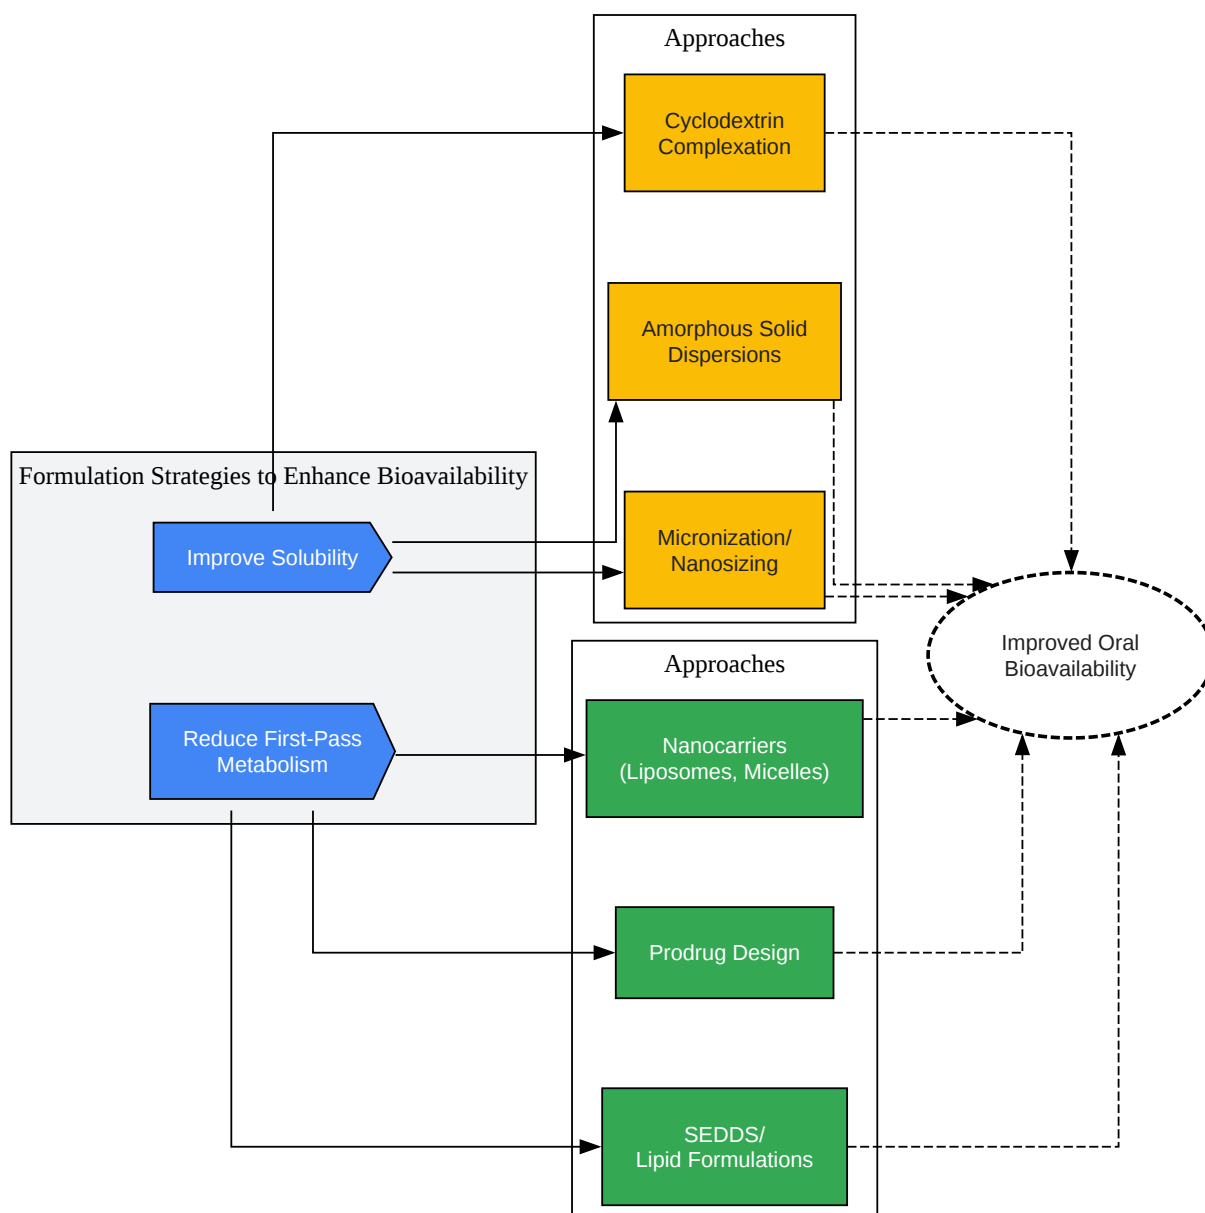 Approaches
Cyclodextrin
Complexation
Amorphous Solid
Dispersions
Formulation Strategies to Enhance Bioavailability
Improve Solubility
Micronization/
Nanosizing
Improved Oral
Bioavailability
Approaches
Reduce First-Pass
Metabolism
Nanocarriers
(Liposomes, Micelles)
Prodrug Design
SEDDS/
Lipid Formulations